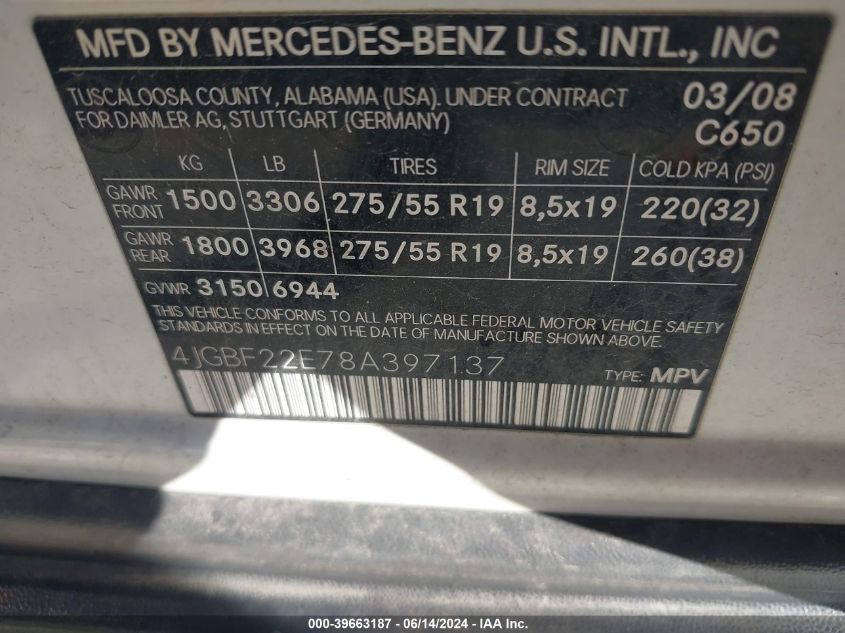 MFD BY MERCEDES-BENZ U.S. INTL., INC
TUSCALOOSA COUNTY, ALABAMA (USA). UNDER CONTRACT 03/08
FOR DAIMLER AG, STUTTGART (GERMANY) C650
KG LB TIRES RIM SIZE COLD KPA (PSI)
GAWR FRONT 1500 3306 275/55 R19 8,5x19 220(32)
GAWR REAR 1800 3968 275/55 R19 8,5x19 260(38)
GVWR 3150 6944
THIS VEHICLE CONFORMS TO ALL APPLICABLE FEDERAL MOTOR VEHICLE SAFETY
STANDARDS IN EFFECT ON THE DATE OF MANUFACTURE SHOWN ABOVE.
4JGBF22E78A397137 TYPE: MPV
000-39663187 - 06/14/2024 - IAA Inc.